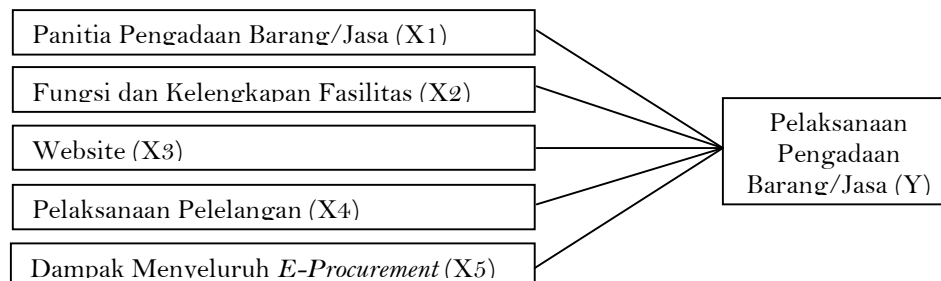 Panitia Pengadaan Barang/Jasa (X1)
Fungsi dan Kelengkapan Fasilitas (X2)
Website (X3)
Pelaksanaan Pelelangan (X4)
Dampak Menyeluruh E-Procurement (X5)
Pelaksanaan
Pengadaan
Barang/Jasa (Y)